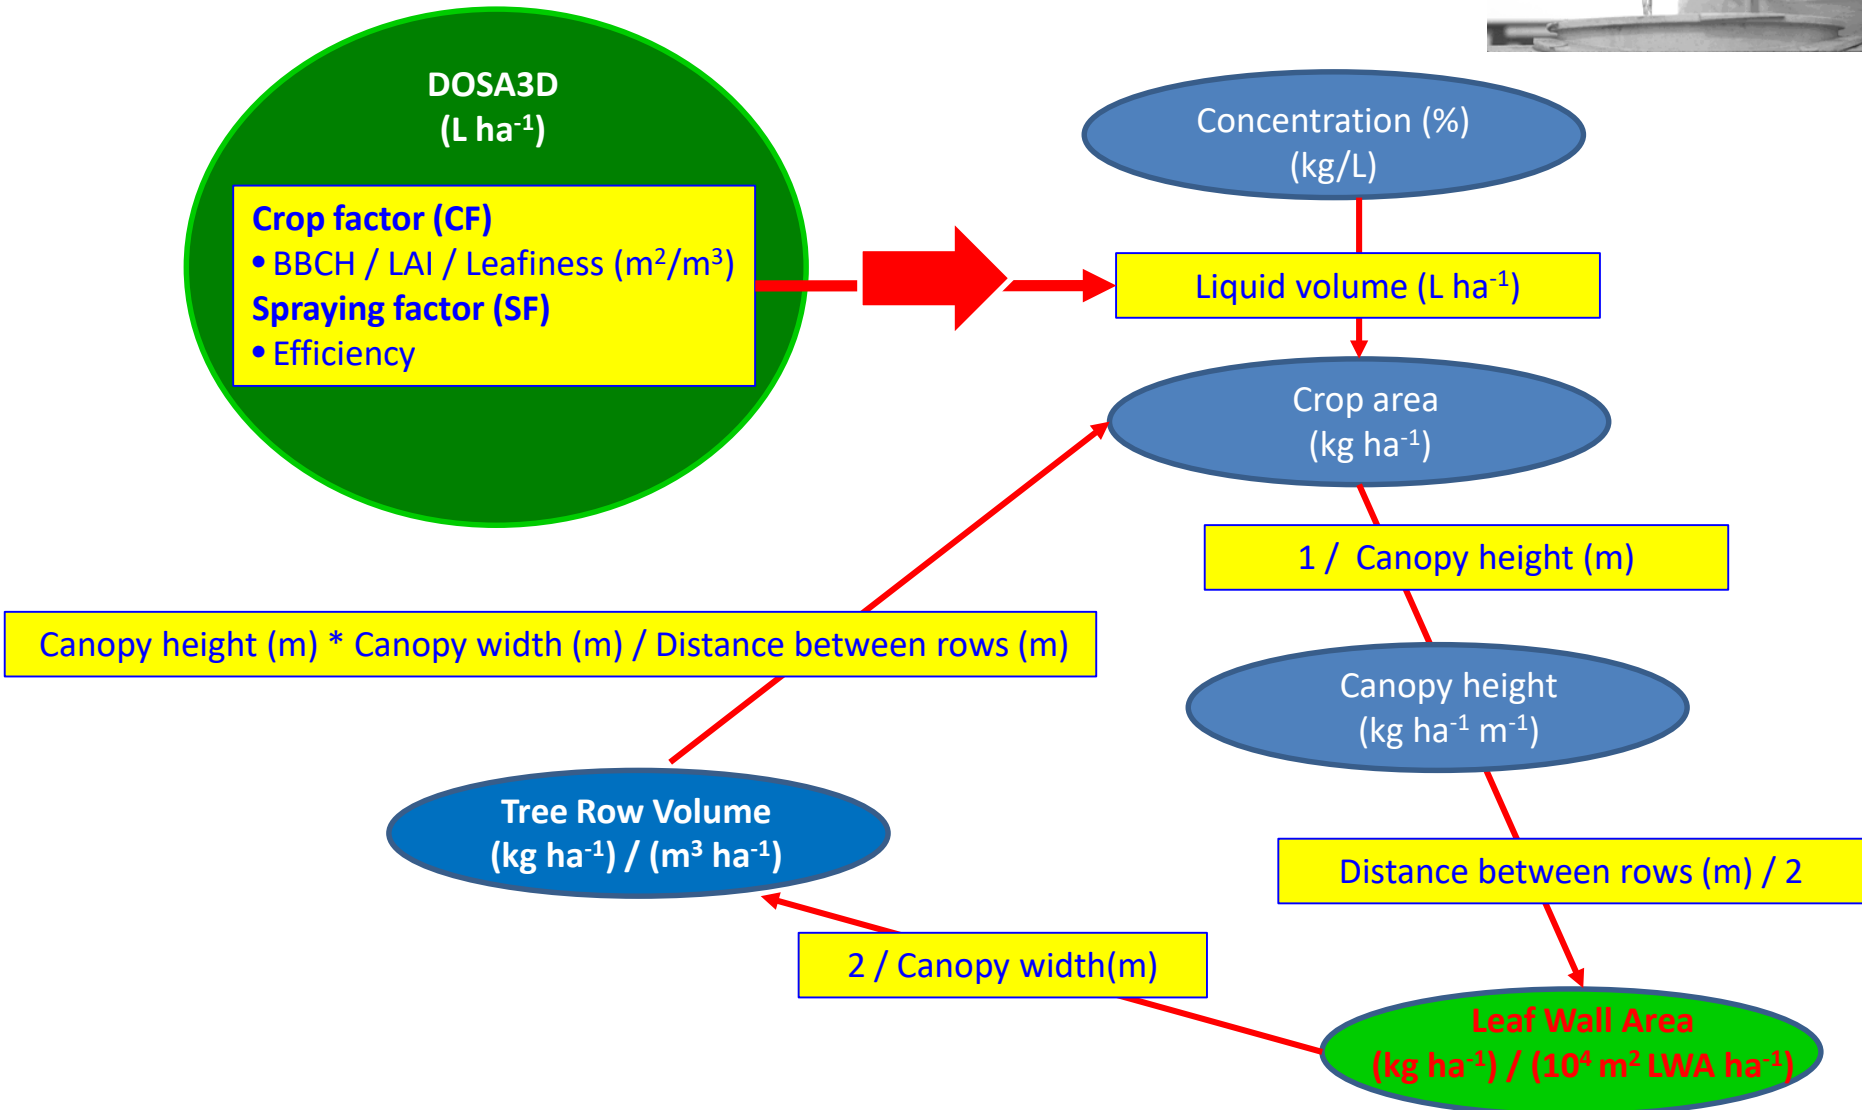 DOSA3D
(L ha⁻¹)
Crop factor (CF)
• BBCH / LAI / Leafiness (m²/m³)
Spraying factor (SF)
• Efficiency
Concentration (%)
(kg/L)
Liquid volume (L ha⁻¹)
Crop area
(kg ha⁻¹)
1 / Canopy height (m)
Canopy height (m) * Canopy width (m) / Distance between rows (m)
Canopy height
(kg ha⁻¹ m⁻¹)
Tree Row Volume
(kg ha⁻¹) / (m³ ha⁻¹)
Distance between rows (m) / 2
2 / Canopy width(m)
Leaf Wall Area
(kg ha⁻¹) / (10⁴ m² LWA ha⁻¹)